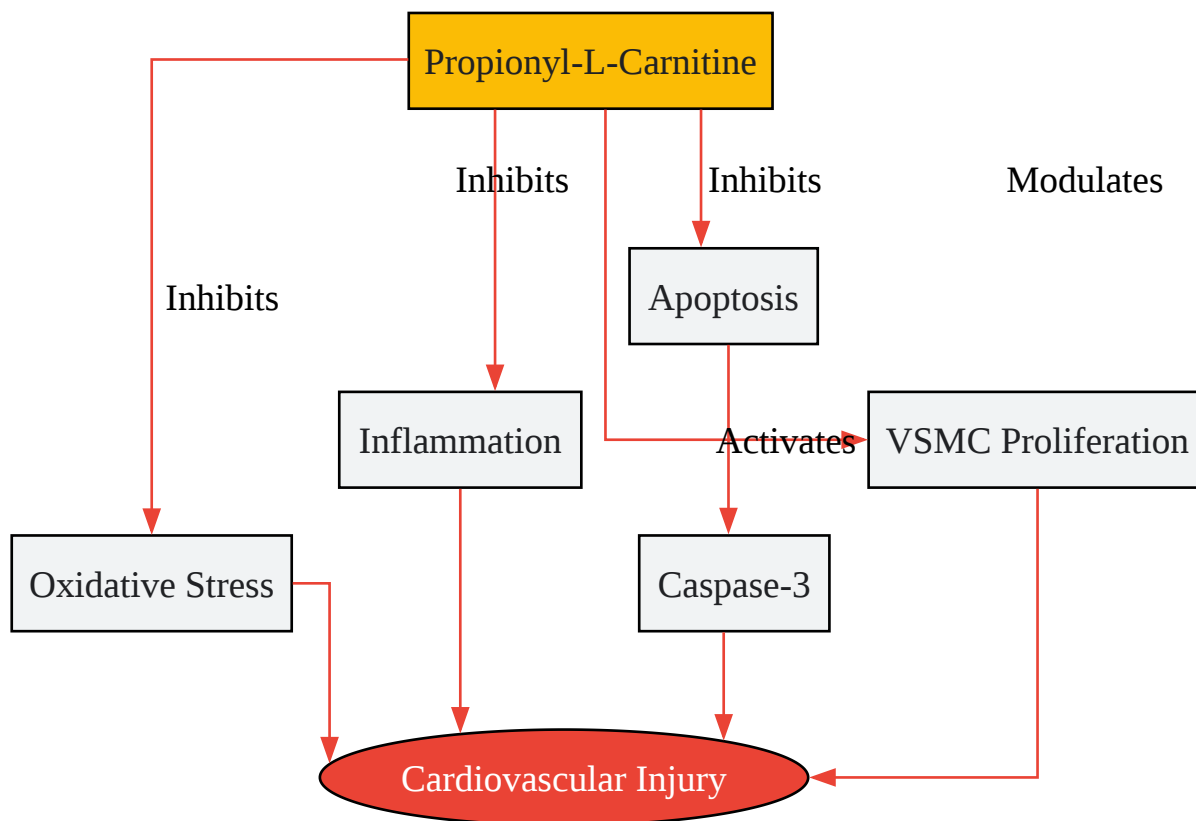 Propionyl-L-Carnitine
Inhibits
Inhibits
Modulates
Inhibits
Apoptosis
Inflammation
Activates
VSMC Proliferation
Oxidative Stress
Caspase-3
Cardiovascular Injury